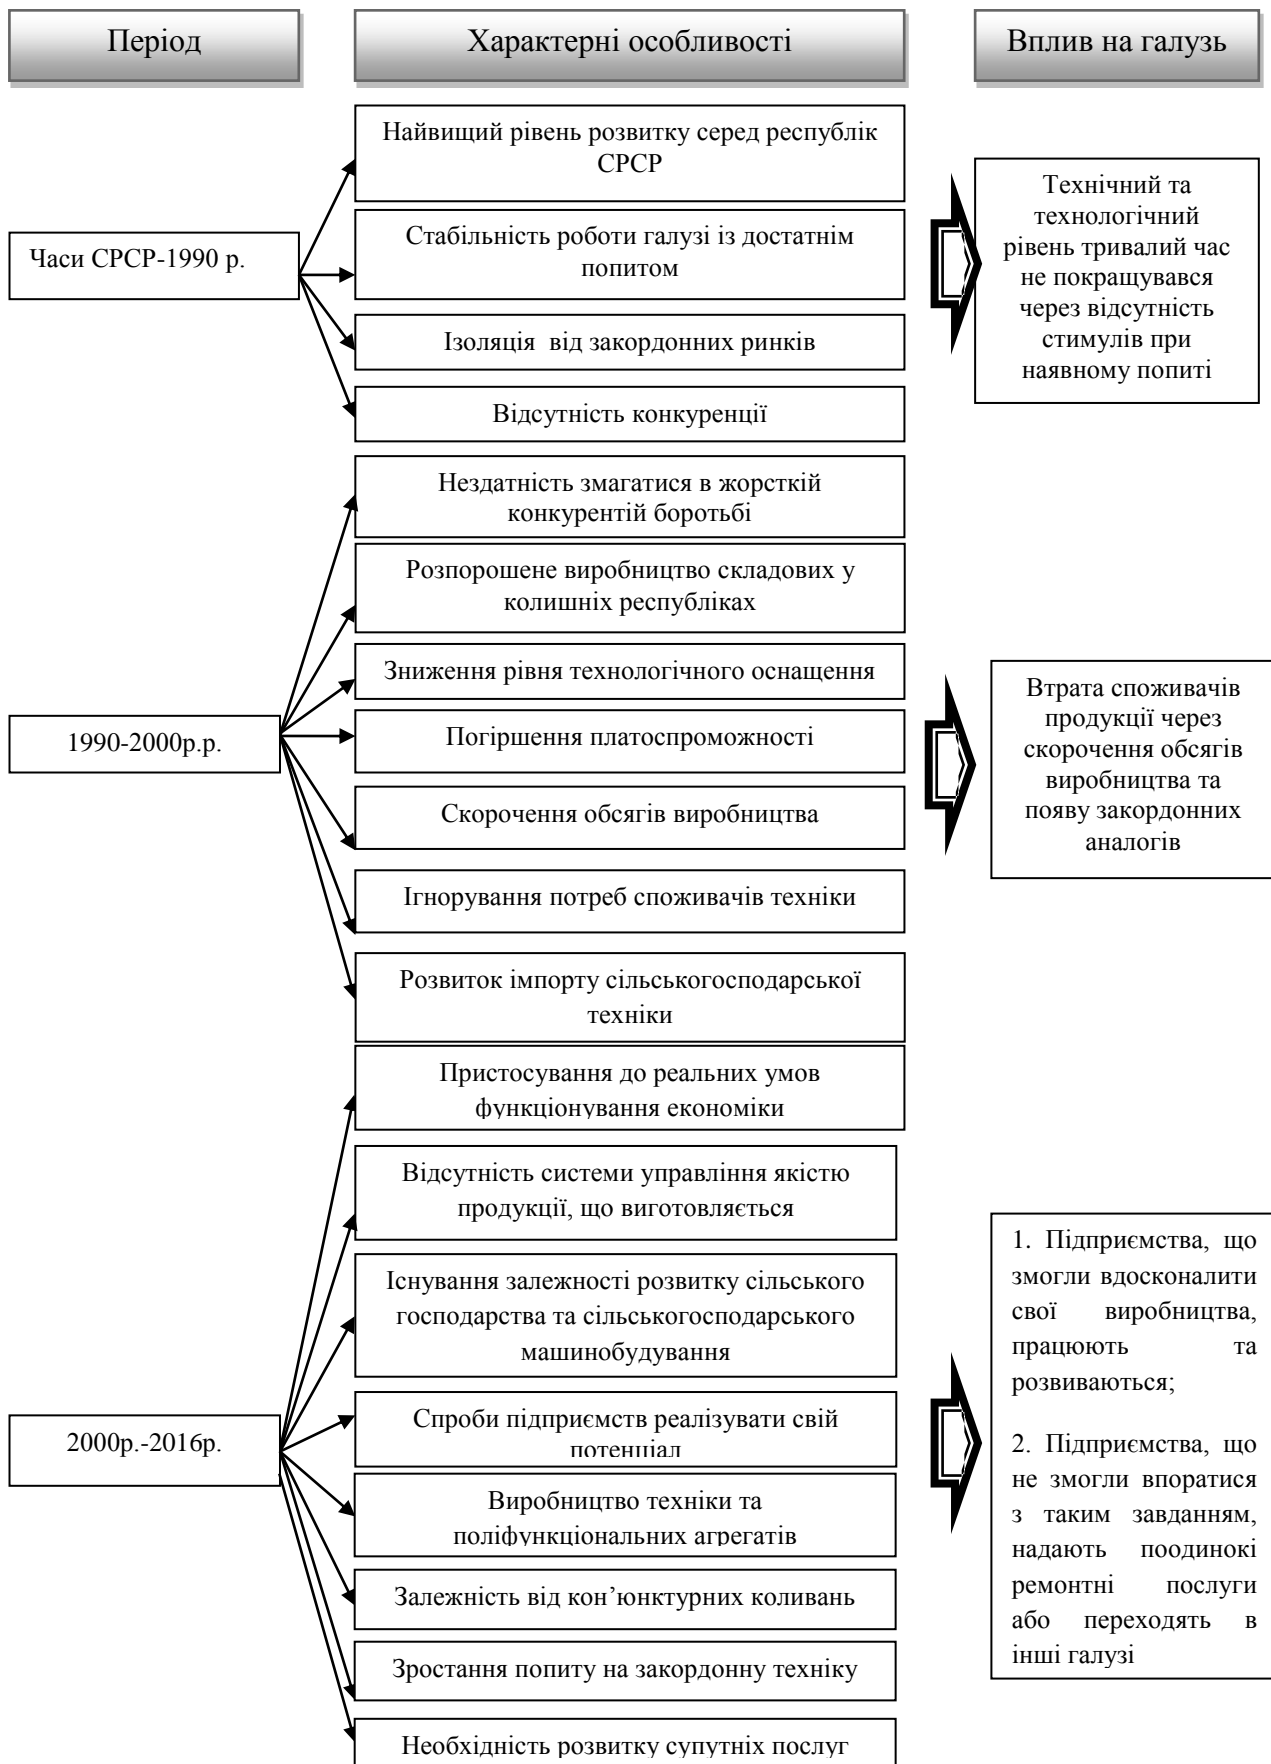 Період
Характерні особливості
Вплив на галузь
Часи СРСР-1990 р.
Найвищий рівень розвитку серед республік
СРСР
Стабільність роботи галузі із достатнім
попитом
Ізоляція від закордонних ринків
Відсутність конкуренції
Технічний та
технологічний
рівень тривалий час
не покращувався
через відсутність
стимулів при
наявному попиті
1990-2000р.р.
Нездатність змагатися в жорсткій
конкурентій боротьбі
Розпорошене виробництво складових у
колишніх республіках
Зниження рівня технологічного оснащення
Погіршення платоспроможності
Скорочення обсягів виробництва
Ігнорування потреб споживачів техніки
Розвиток імпорту сільськогосподарської
техніки
Втрата споживачів
продукції через
скорочення обсягів
виробництва та
появу закордонних
аналогів
2000р.-2016р.
Пристосування до реальних умов
функціонування економіки
Відсутність системи управління якістю
продукції, що виготовляється
Існування залежності розвитку сільського
господарства та сільськогосподарського
машинобудування
Спроби підприємств реалізувати свій
потенціал
Виробництво техніки та
поліфункціональних агрегатів
Залежність від кон’юнктурних коливань
Зростання попиту на закордонну техніку
Необхідність розвитку супутніх послуг
1. Підприємства, що
змогли вдосконалити
свої виробництва,
працюють та
розвиваються;
2. Підприємства, що
не змогли впоратися
з таким завданням,
надають поодинокі
ремонтні послуги
або переходять в
інші галузі